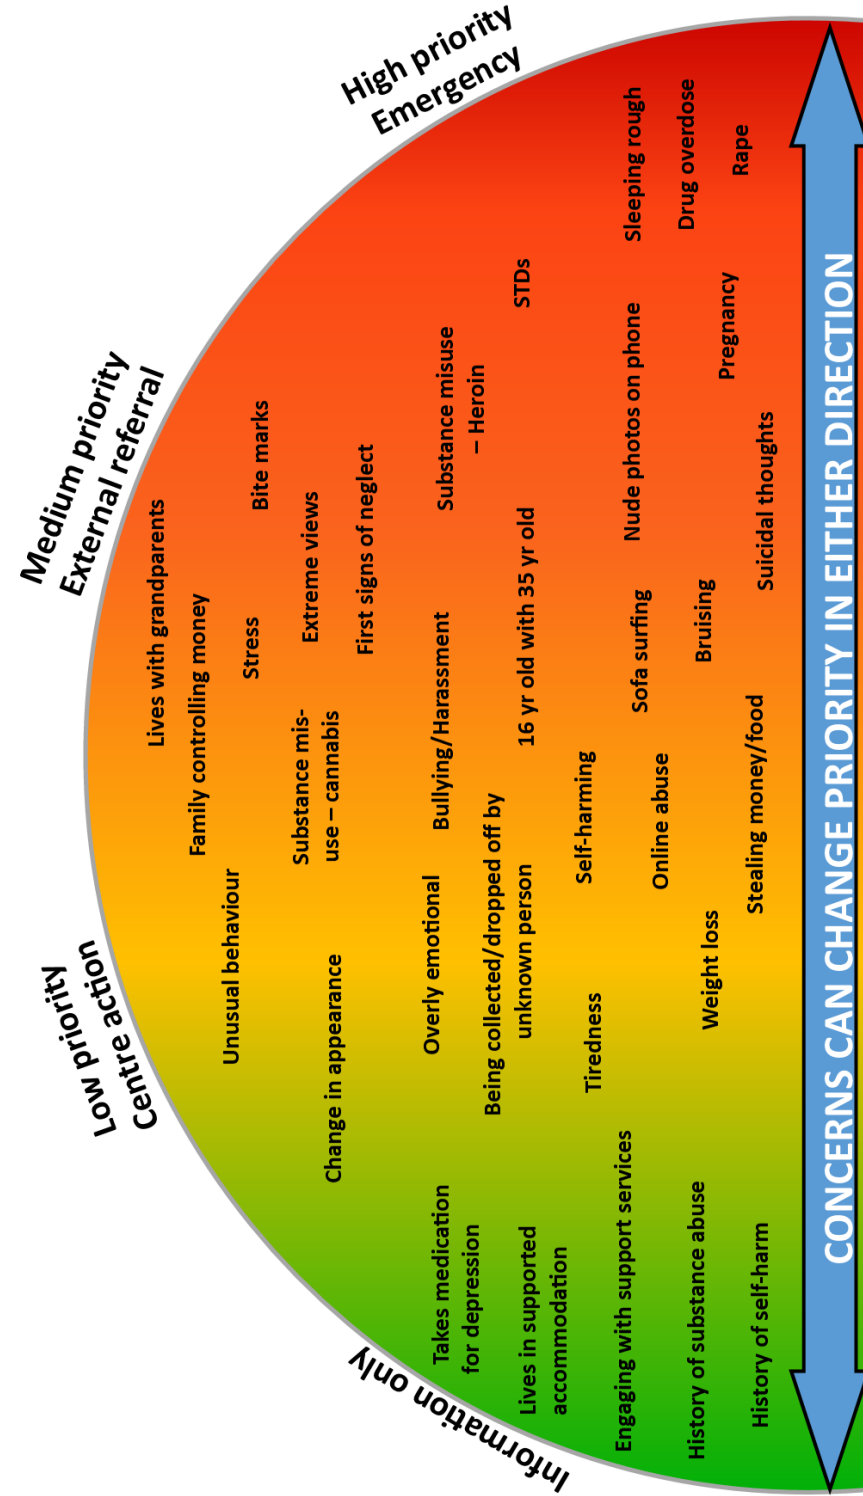 Information only
Low priority
Centre action
Medium priority
External referral
High priority
Emergency
Lives with grandparents
Family controlling money
Unusual behaviour
Stress
Bite marks
Substance mis-
use – cannabis
Extreme views
Change in appearance
First signs of neglect
Takes medication
for depression
Overly emotional
Bullying/Harassment
Substance misuse
– Heroin
Being collected/dropped off by
unknown person
Lives in supported
accommodation
16 yr old with 35 yr old
STDs
Tiredness
Self-harming
Engaging with support services
Sofa surfing
Nude photos on phone
Sleeping rough
Online abuse
History of substance abuse
Weight loss
Bruising
Drug overdose
Pregnancy
History of self-harm
Stealing money/food
Suicidal thoughts
Rape
CONCERNS CAN CHANGE PRIORITY IN EITHER DIRECTION